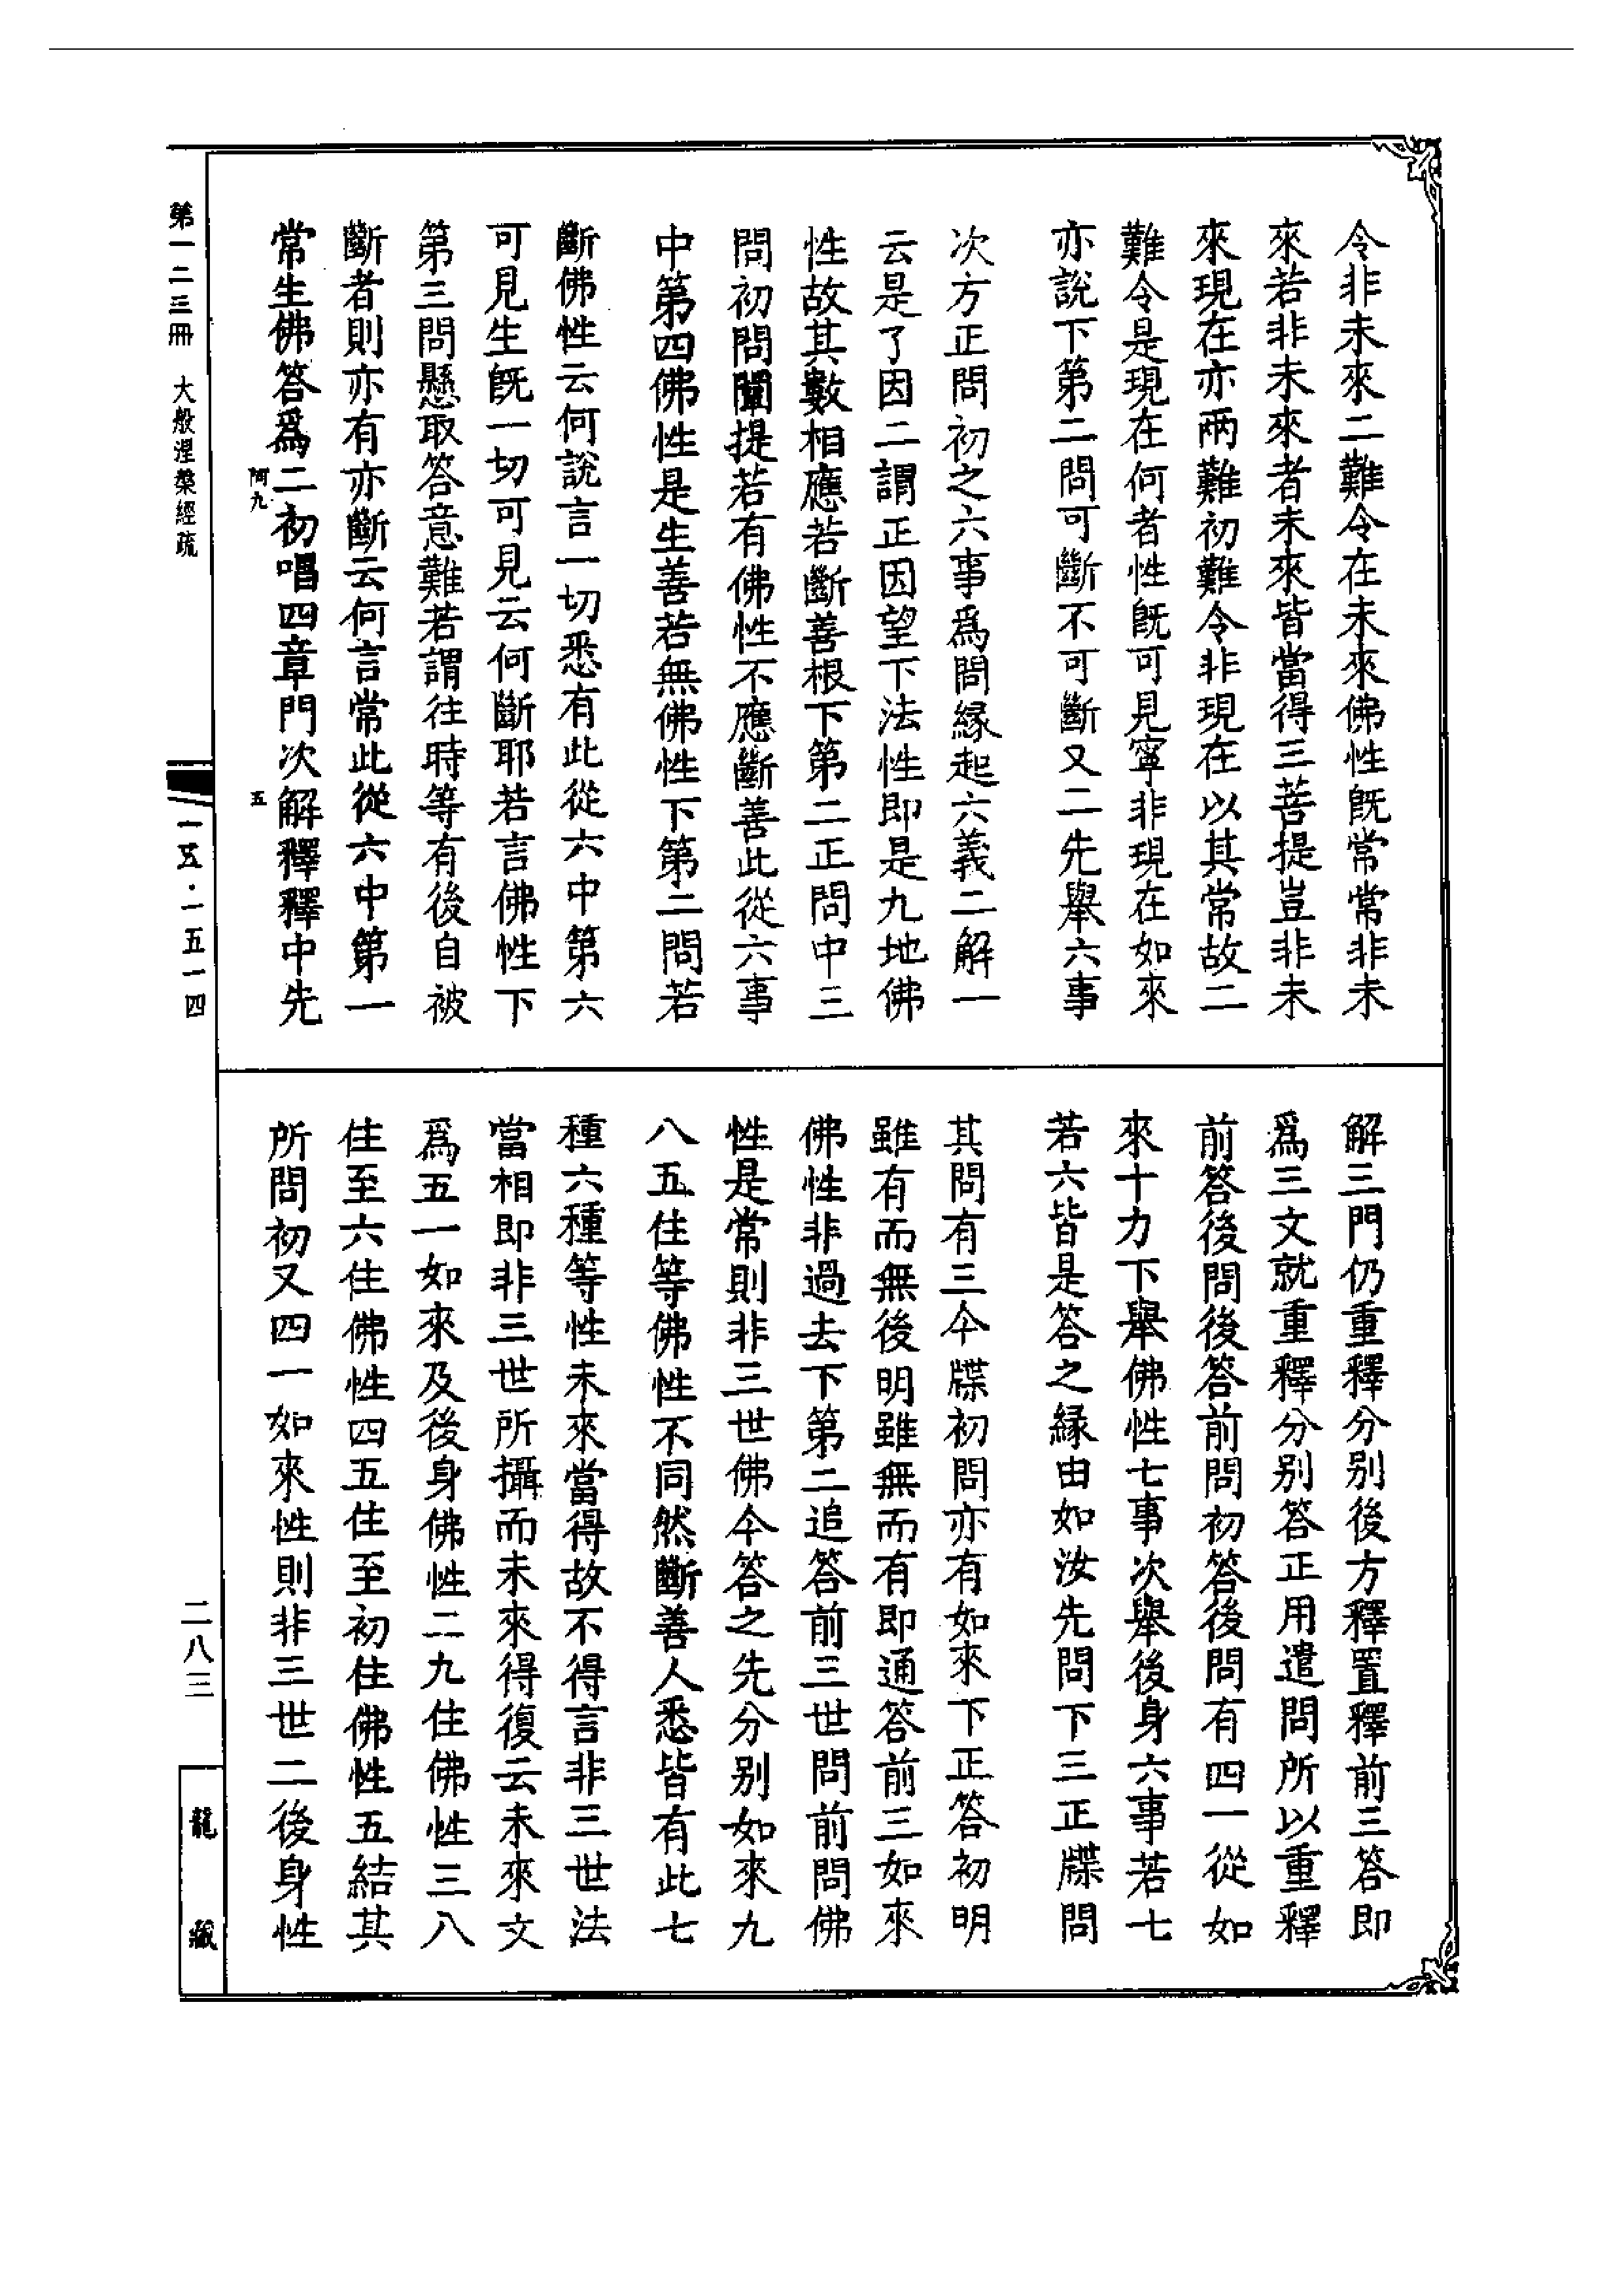 令非未來二難令在未來佛性旣常常非未
來若非未來者未來皆當得三菩提豈非未
來現在亦兩難初難令非現在以其常故二
難令是現在何者性旣可見寧非現在如來
亦說下第二問可斷不可斷又二先舉六事
次方正問初之六事爲問緣起六義二解一
云是了因二謂正因望下法性即是九地佛
性故其數相應若斷善根下第二正問中三
問初問闡提若有佛性不應斷善此從六事
中第四佛性是生善若無佛性下第二問若
斷佛性云何說言一切悉有此從六中第六
可見生旣一切可見云何斷耶若言佛性下
第三問懸取答意難若謂往時等有後自被
斷者則亦有亦斷云何言常此從六中第一
常生佛答爲二初唱四章門次解釋釋中先
解三門仍重釋分別後方釋置釋前三答即
爲三文就重釋分別答正用遣問所以重釋
前答後問後答前問初答後問有四一從如
來十力下舉佛性七事次舉後身六事若七
若六皆是答之緣由如汝先問下三正牒問
其問有三今牒初問亦有如來下正答初明
雖有而無後明雖無而有即通答前三如來
佛性非過去下第二追答前三世問前問佛
性是常則非三世佛今答之先分別如來九
八五住等佛性不同然斷善人悉皆有此七
種六種等性未來當得故不得言非三世法
當相即非三世所攝而未來得復云未來文
爲五一如來及後身佛性二九住佛性三八
住至六住佛性四五住至初住佛性五結其
所問初又四一如來性則非三世二後身性
阿九
五
第一二三冊 大般涅槃經疏
一五·一五一四
二八三
龍藏